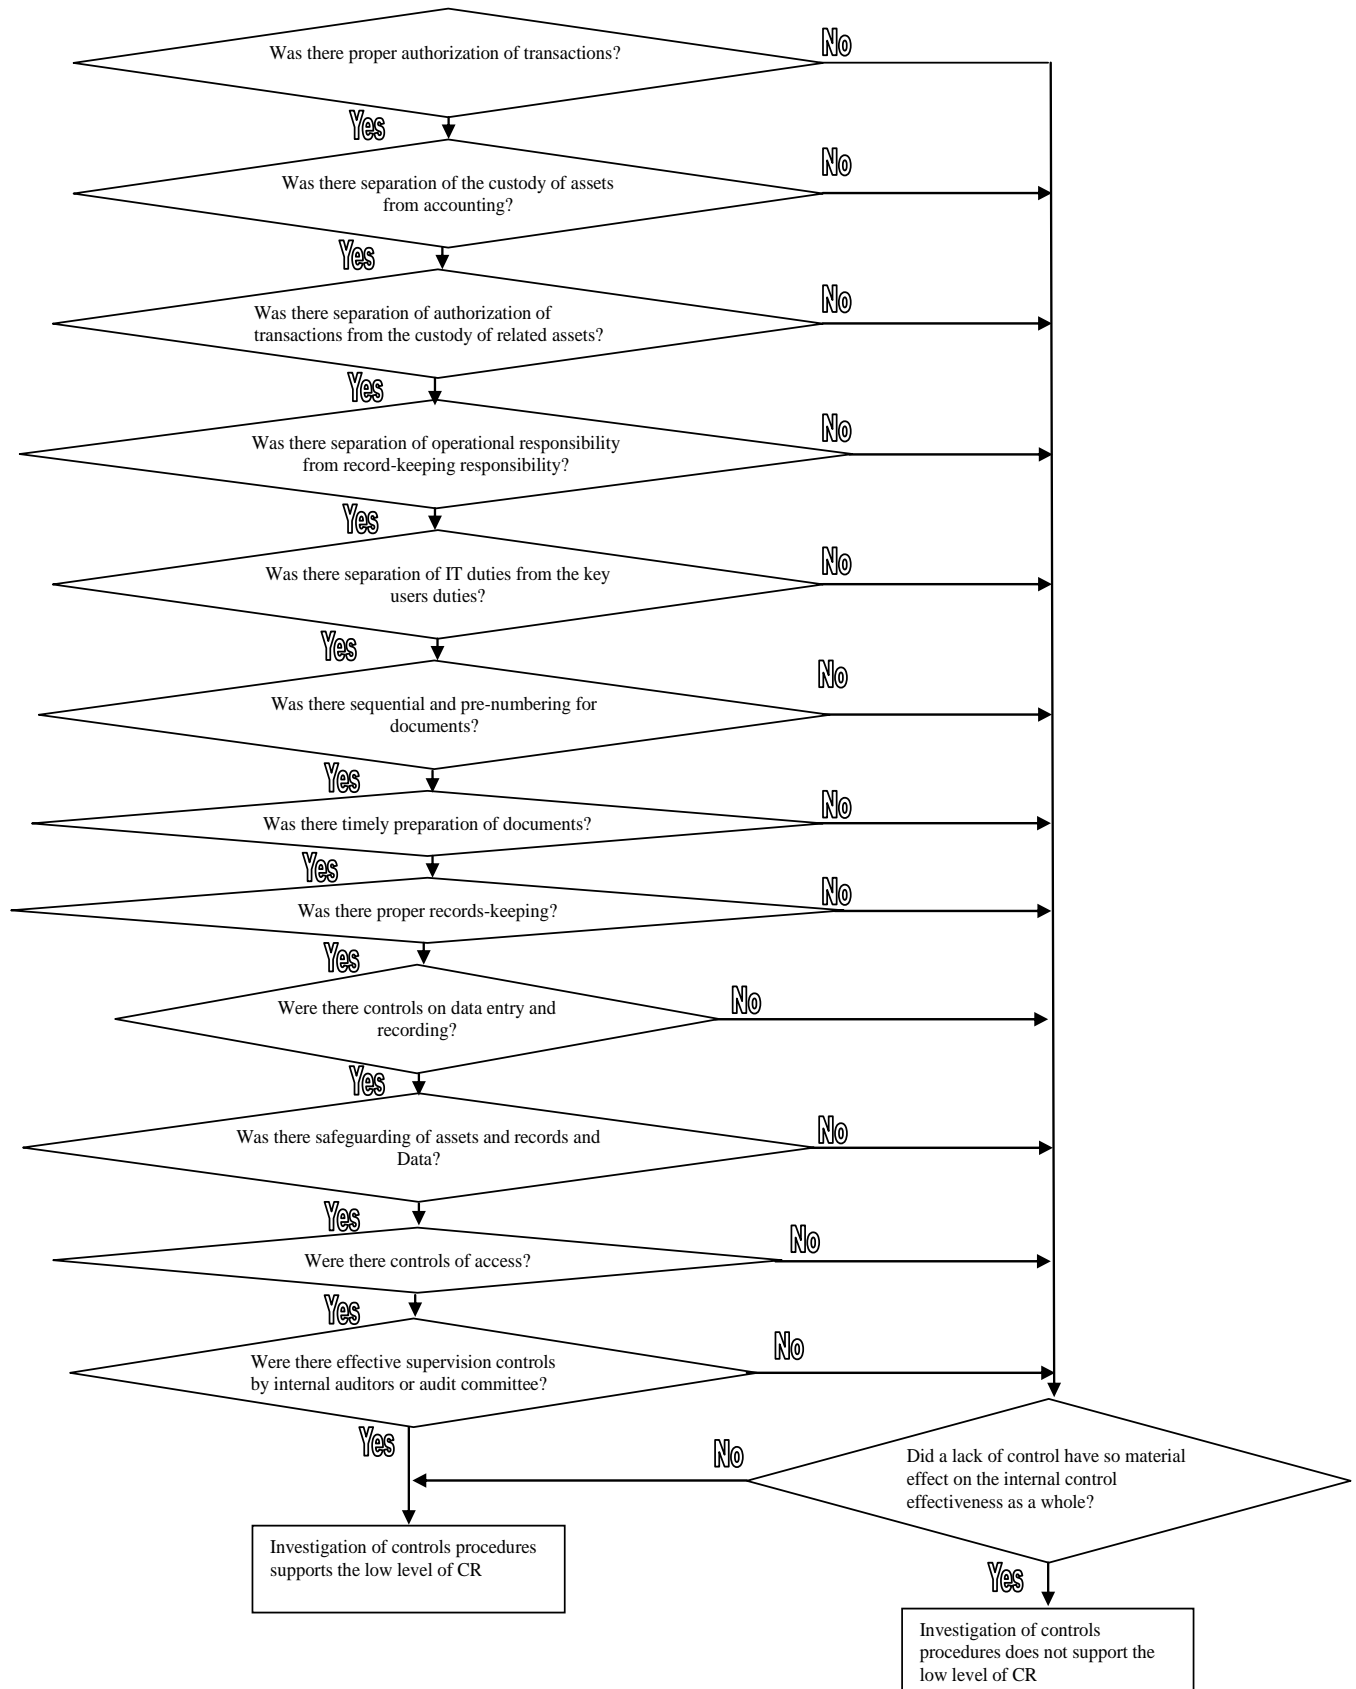 Was there proper authorization of transactions?
No
Yes
Was there separation of the custody of assets
from accounting?
No
Yes
Was there separation of authorization of
transactions from the custody of related assets?
No
Yes
Was there separation of operational responsibility
from record-keeping responsibility?
No
Yes
Was there separation of IT duties from the key
users duties?
No
Yes
Was there sequential and pre-numbering for
documents?
No
Yes
Was there timely preparation of documents?
No
Yes
Was there proper records-keeping?
No
Yes
Were there controls on data entry and
recording?
No
Yes
Was there safeguarding of assets and records and
Data?
No
Yes
Were there controls of access?
No
Yes
Were there effective supervision controls
by internal auditors or audit committee?
No
Yes
No
Did a lack of control have so material
effect on the internal control
effectiveness as a whole?
Investigation of controls procedures
supports the low level of CR
Yes
Investigation of controls
procedures does not support the
low level of CR